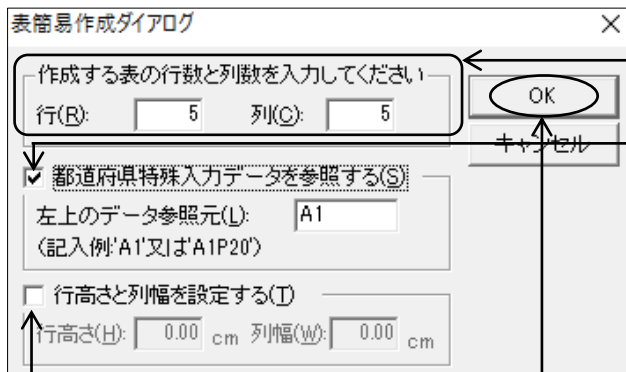 表簡易作成ダイアログ
作成する表の行数と列数を入力してください
行(R): 5 列(C): 5
OK
キャンセル
都道府県特殊入力データを参照する(S)
左上のデータ参照元(L): A1
(記入例:'A1'又は'A1P20')
行高さと列幅を設定する(T)
行高さ(H): 0.00 cm 列幅(W): 0.00 cm